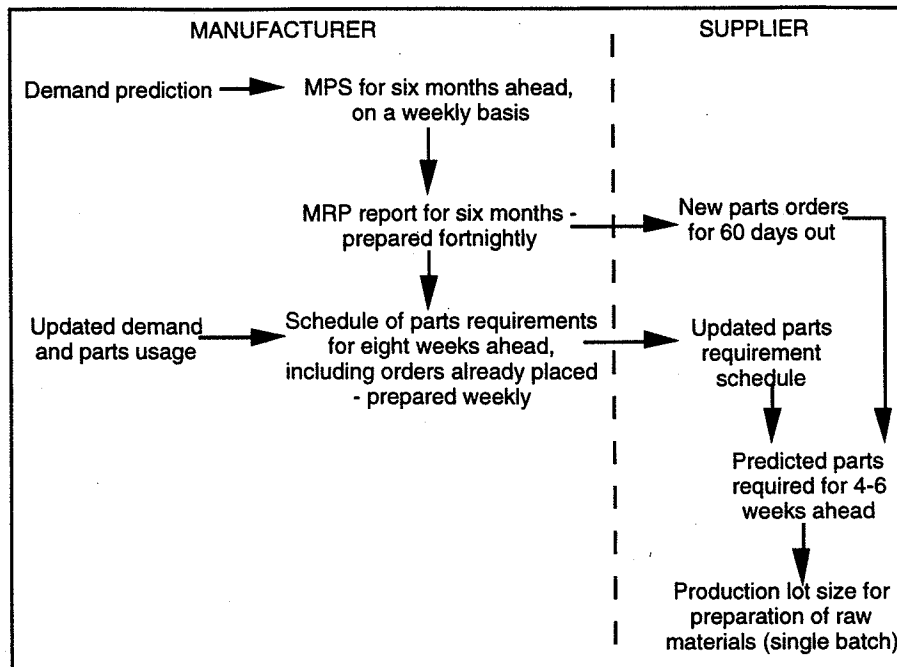 MANUFACTURER
SUPPLIER
Demand prediction
MPS for six months ahead,
on a weekly basis
MRP report for six months -
prepared fortnightly
New parts orders
for 60 days out
Updated demand
and parts usage
Schedule of parts requirements
for eight weeks ahead,
including orders already placed
- prepared weekly
Updated parts
requirement
schedule
Predicted parts
required for 4-6
weeks ahead
Production lot size for
preparation of raw
materials (single batch)